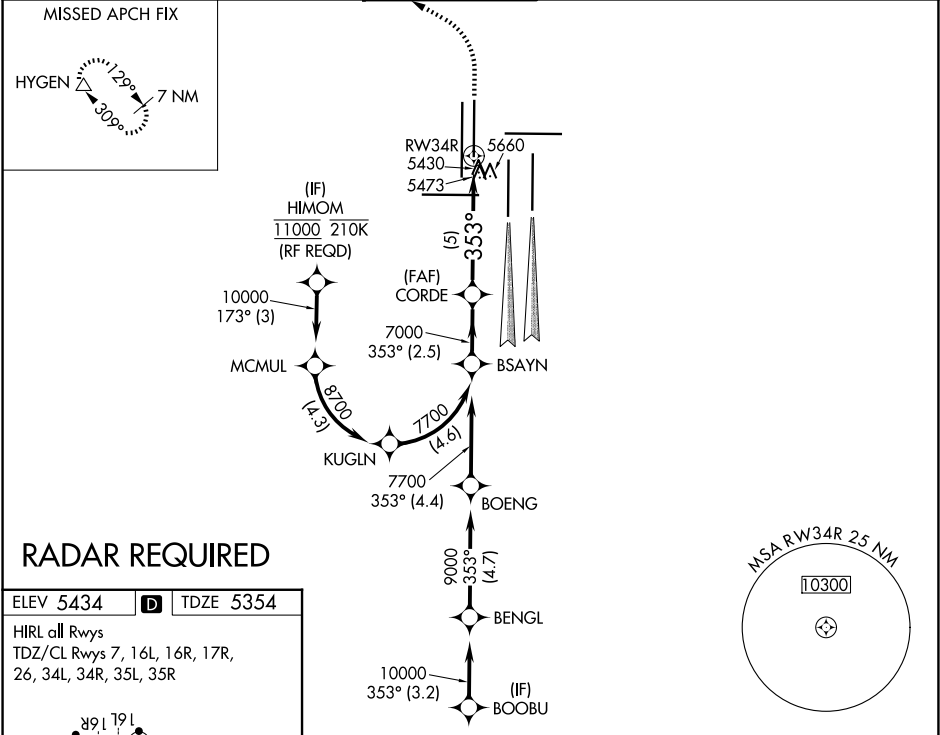 MISSED APCH FIX
HYGEN
129°
7 NM
309°
RW34R
5660
5430
5473
(IF)
HIMOM
11000 210K
(RF REQD)
(5)
353°
(FAF)
CORDE
10000
173° (3)
7000
353° (2.5)
MCMUL
BSAYN
8700
(4.3)
7700
(4.6)
KUGLN
7700
353° (4.4)
BOENG
RADAR REQUIRED
9000
353°
(4.7)
MSA RW34R 25 NM
10300
ELEV 5434 D TDZE 5354
HIRL all Rwys
TDZ/CL Rwys 7, 16L, 16R, 17R,
26, 34L, 34R, 35L, 35R
BENGL
10000
353° (3.2)
(IF)
BOOBU
16R
16L